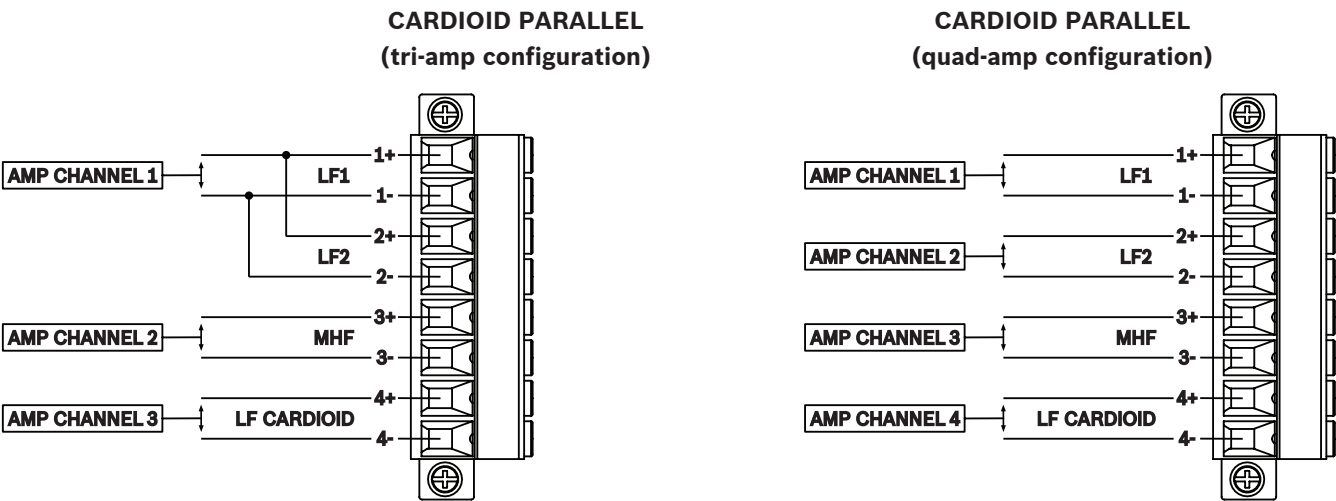 CARDIOID PARALLEL
(tri-amp configuration)
AMP CHANNEL 1
1+
LF1
1-
2+
LF2
2-
AMP CHANNEL 2
3+
MHF
3-
AMP CHANNEL 3
4+
LF CARDIOID
4-
CARDIOID PARALLEL
(quad-amp configuration)
AMP CHANNEL 1
1+
LF1
1-
AMP CHANNEL 2
2+
LF2
2-
AMP CHANNEL 3
3+
MHF
3-
AMP CHANNEL 4
4+
LF CARDIOID
4-